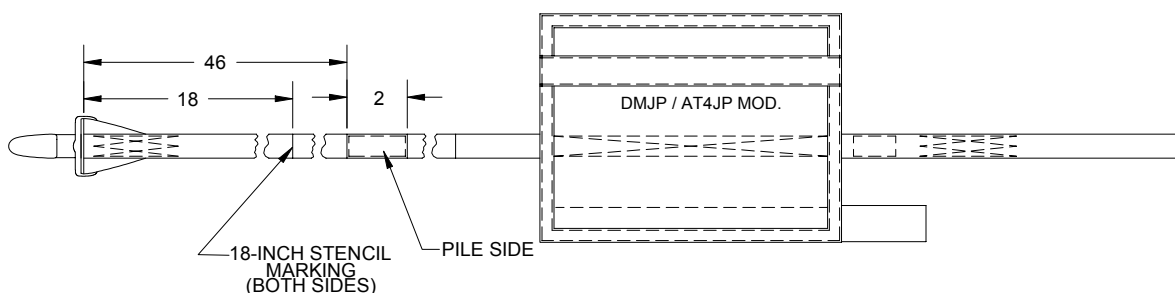 46
18
2
DMJP / AT4JP MOD.
18-INCH STENCIL
MARKING
(BOTH SIDES)
PILE SIDE